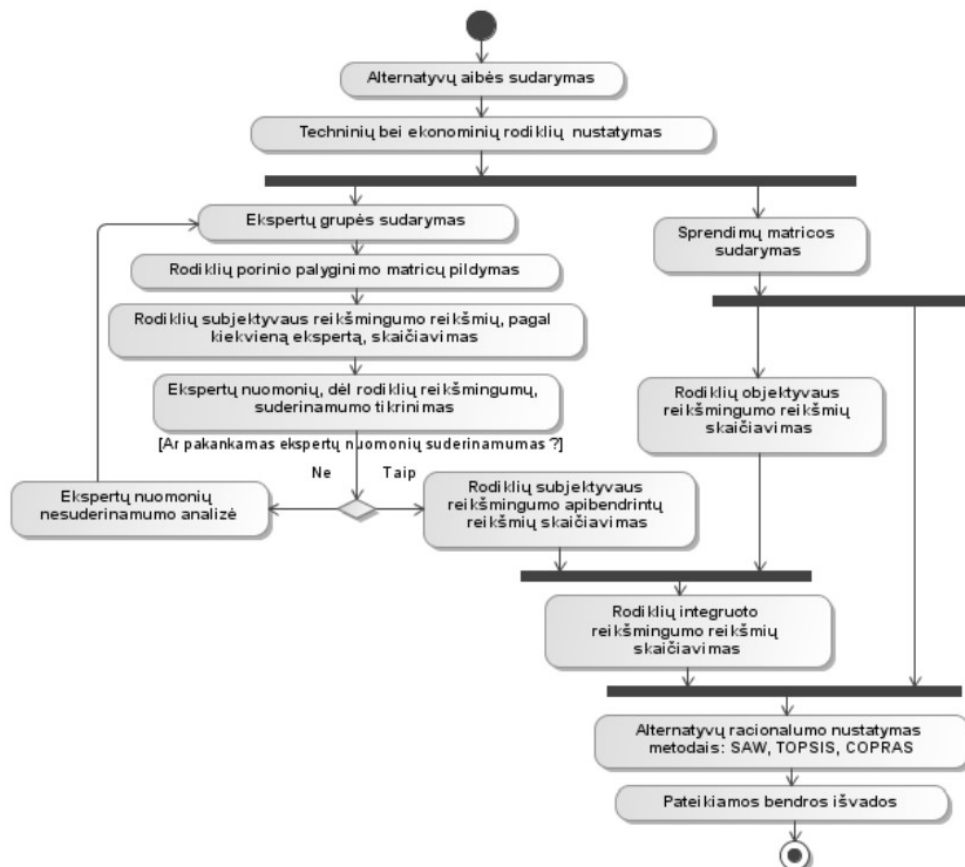 Alternatyvų aibės sudarymas
Techninių bei ekonominių rodiklių nustatymas
Ekspertų grupės sudarymas
Sprendimų matricos
sudarymas
Rodiklių porinio palyginimo matricų pildymas
Rodiklių subjektyvaus reikšmingumo reikšmių, pagal
kiekvieną ekspertą, skaičiavimas
Ekspertų nuomonių, dėl rodiklių reikšmingumų,
suderinamumo tikrinimas
Rodiklių objektyvaus
reikšmingumo reikšmių
skaičiavimas
[Ar pakankamas ekspertų nuomonių suderinamumas ?]
Ne
Taip
Ekspertų nuomonių
nesuderinamumo analizė
Rodiklių subjektyvaus
reikšmingumo apibendrintų
reikšmių skaičiavimas
Rodiklių integruoto
reikšmingumo reikšmių
skaičiavimas
Alternatyvų racionalumo nustatymas
metodais: SAW, TOPSIS, COPRAS
Pateikiamos bendros išvados